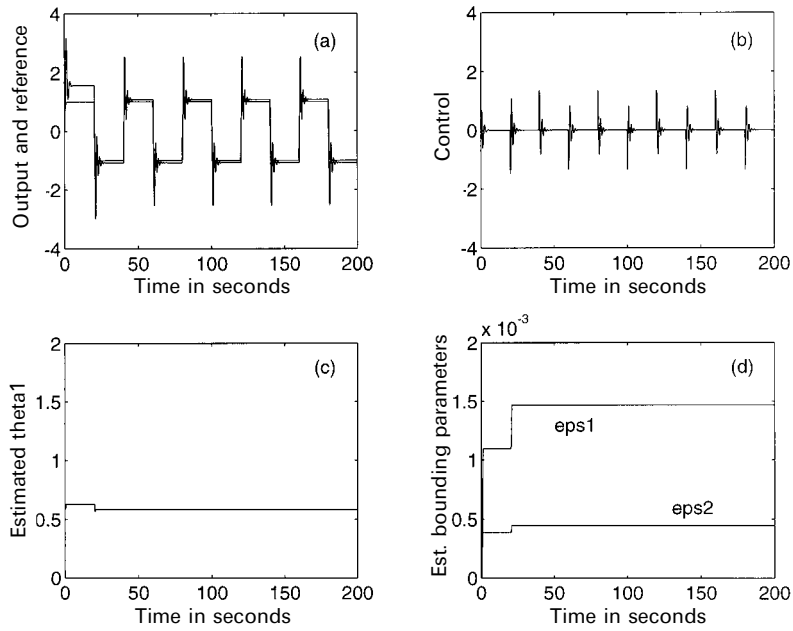 4
2
0
-2
-4
0
50
100
150
200
Output and reference
Time in seconds
(a)
4
2
0
-2
-4
0
50
100
150
200
Control
Time in seconds
(b)
2
1.5
1
0.5
0
0
50
100
150
200
Estimated theta1
Time in seconds
(c)
x 10⁻³
2
1.5
1
0.5
0
0
50
100
150
200
Est. bounding parameters
Time in seconds
(d)
eps1
eps2